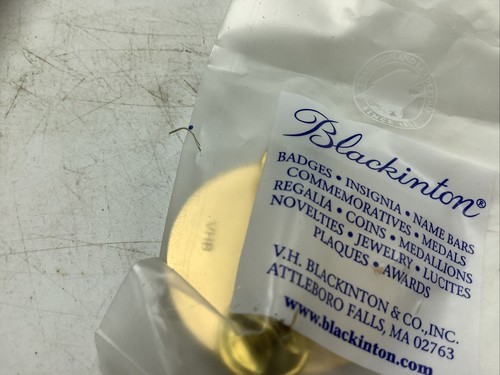 Blackinton®
BADGES • INSIGNIA • NAME BARS
COMMEMORATIVES • MEDALS
REGALIA • COINS • MEDALLIONS
NOVELTIES • JEWELRY • LUCITES
PLAQUES • AWARDS
V.H. BLACKINTON & CO., INC.
ATTLEBORO FALLS, MA 02763
www.blackinton.com
VHB